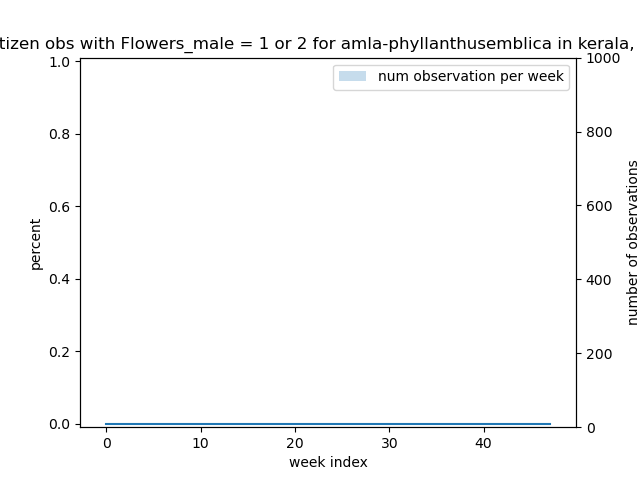 tizen obs with Flowers_male = 1 or 2 for amla-phyllanthusemblica in kerala,
num observation per week
1.0
0.8
0.6
0.4
0.2
0.0
percent
1000
800
600
400
200
0
number of observations
0 10 20 30 40
week index